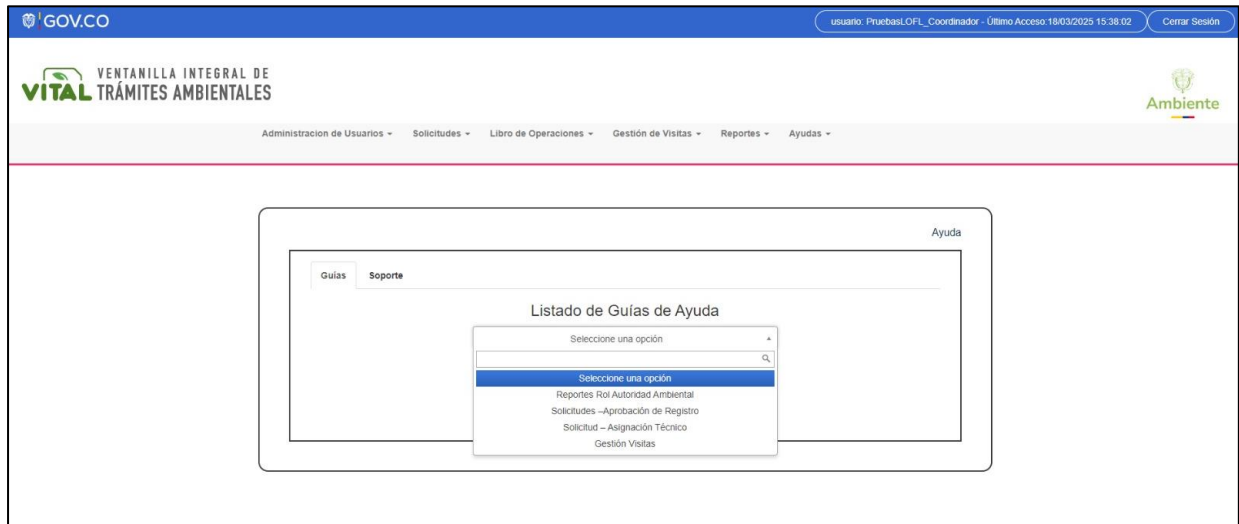 GOV.CO
usuario: PruebasLOFL_Coordinador - Último Acceso:18/03/2025 15:38:02
Cerrar Sesión
VITAL
VENTANILLA INTEGRAL DE
TRÁMITES AMBIENTALES
Ambiente
Administracion de Usuarios
Solicitudes
Libro de Operaciones
Gestión de Visitas
Reportes
Ayudas
Ayuda
Guías
Soporte
Listado de Guías de Ayuda
Seleccione una opción
Seleccione una opción
Reportes Rol Autoridad Ambiental
Solicitudes –Aprobación de Registro
Solicitud – Asignación Técnico
Gestión Visitas